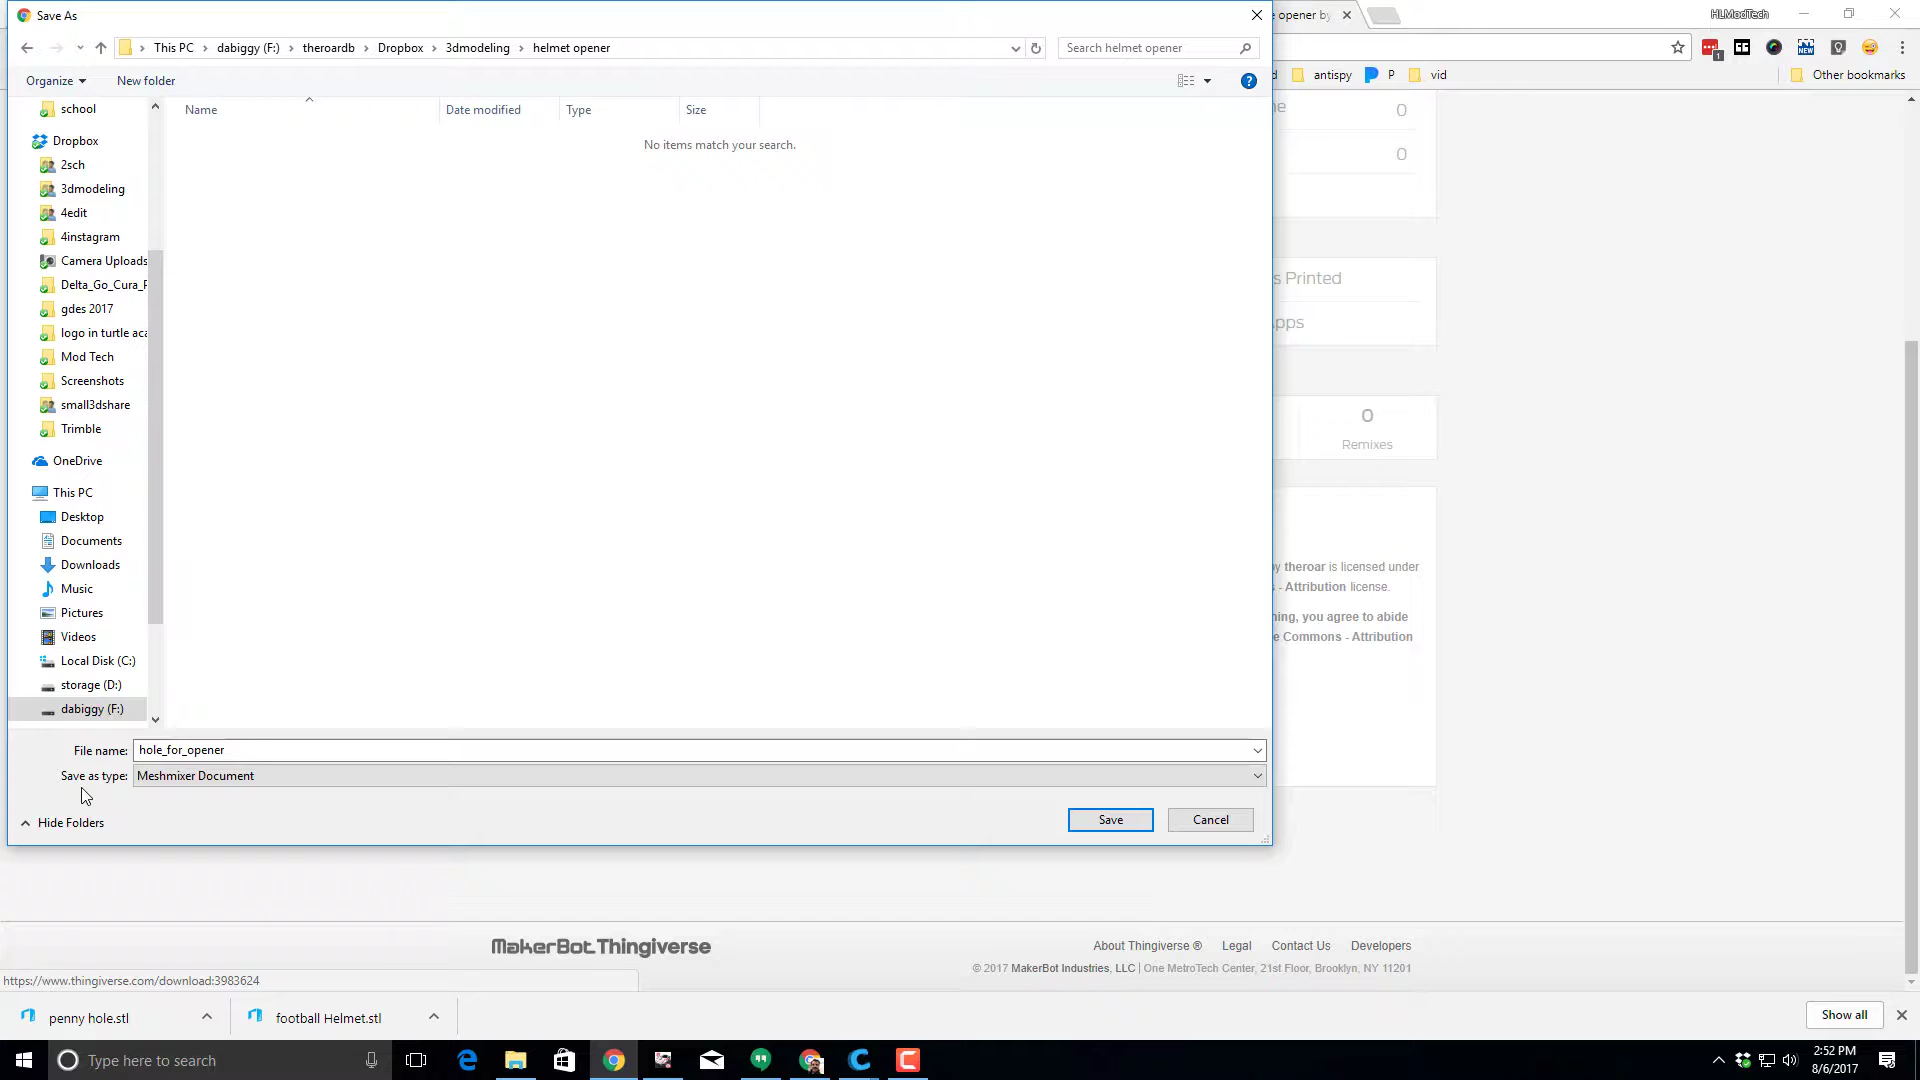 Save As
e opener by
HLModTech
This PC
dabiggy (F:)
theroardb
Dropbox
3dmodeling
helmet opener
Search helmet opener
Organize
New folder
1
NEW
d
antispy
P
vid
Other bookmarks
school
Name
Date modified
Type
Size
No items match your search.
Dropbox
2sch
3dmodeling
4edit
4instagram
Camera Uploads
Delta_Go_Cura_F
gdes 2017
logo in turtle aca
Mod Tech
Screenshots
small3dshare
Trimble
OneDrive
This PC
Desktop
Documents
Downloads
Music
Pictures
Videos
Local Disk (C:)
storage (D:)
dabiggy (F:)
ne
0
0
s Printed
pps
0
Remixes
y theroar is licensed under
s - Attribution license.
ning, you agree to abide
e Commons - Attribution
File name:
hole_for_opener
Save as type:
Meshmixer Document
Hide Folders
Save
Cancel
MakerBot.Thingiverse
About Thingiverse ®
Legal
Contact Us
Developers
© 2017 MakerBot Industries, LLC | One MetroTech Center, 21st Floor, Brooklyn, NY 11201
https://www.thingiverse.com/download:3983624
penny hole.stl
football Helmet.stl
Show all
Type here to search
2:52 PM
8/6/2017